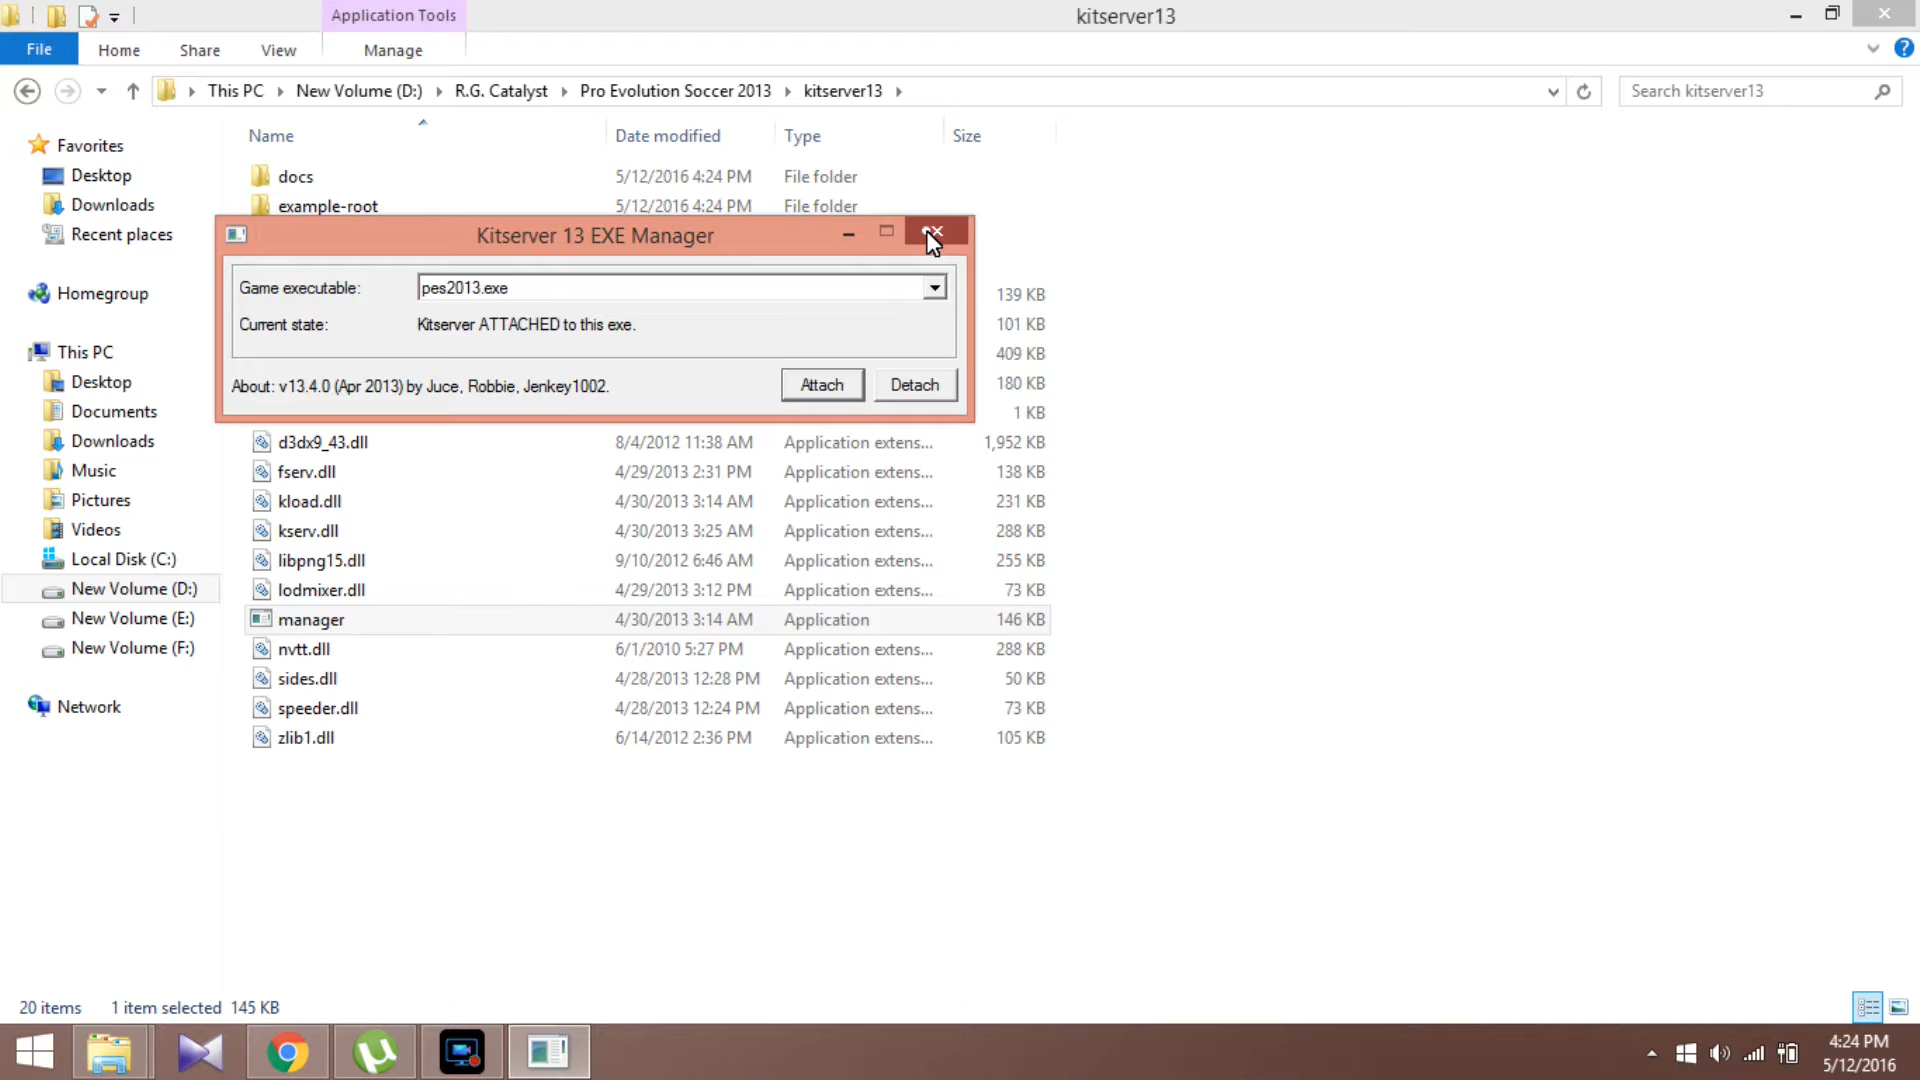 Application Tools
kitserver13
File
Home
Share
View
Manage
This PC
New Volume (D:)
R.G. Catalyst
Pro Evolution Soccer 2013
kitserver13
Search kitserver13
Name
Date modified
Type
Size
Favorites
Desktop
Downloads
Recent places
Homegroup
This PC
Desktop
Documents
Downloads
Music
Pictures
Videos
Local Disk (C:)
New Volume (D:)
New Volume (E:)
New Volume (F:)
Network
docs 5/12/2016 4:24 PM File folder
example-root 5/12/2016 4:24 PM File folder
Kitserver 13 EXE Manager
Game executable: pes2013.exe
Current state: Kitserver ATTACHED to this exe.
About: v13.4.0 (Apr 2013) by Juce, Robbie, Jenkey1002.
Attach
Detach
139 KB
101 KB
409 KB
180 KB
1 KB
d3dx9_43.dll 8/4/2012 11:38 AM Application extens... 1,952 KB
fserv.dll 4/29/2013 2:31 PM Application extens... 138 KB
kload.dll 4/30/2013 3:14 AM Application extens... 231 KB
kserv.dll 4/30/2013 3:25 AM Application extens... 288 KB
libpng15.dll 9/10/2012 6:46 AM Application extens... 255 KB
lodmixer.dll 4/29/2013 3:12 PM Application extens... 73 KB
manager 4/30/2013 3:14 AM Application 146 KB
nvtt.dll 6/1/2010 5:27 PM Application extens... 288 KB
sides.dll 4/28/2013 12:28 PM Application extens... 50 KB
speeder.dll 4/28/2013 12:24 PM Application extens... 73 KB
zlib1.dll 6/14/2012 2:36 PM Application extens... 105 KB
20 items 1 item selected 145 KB
4:24 PM
5/12/2016